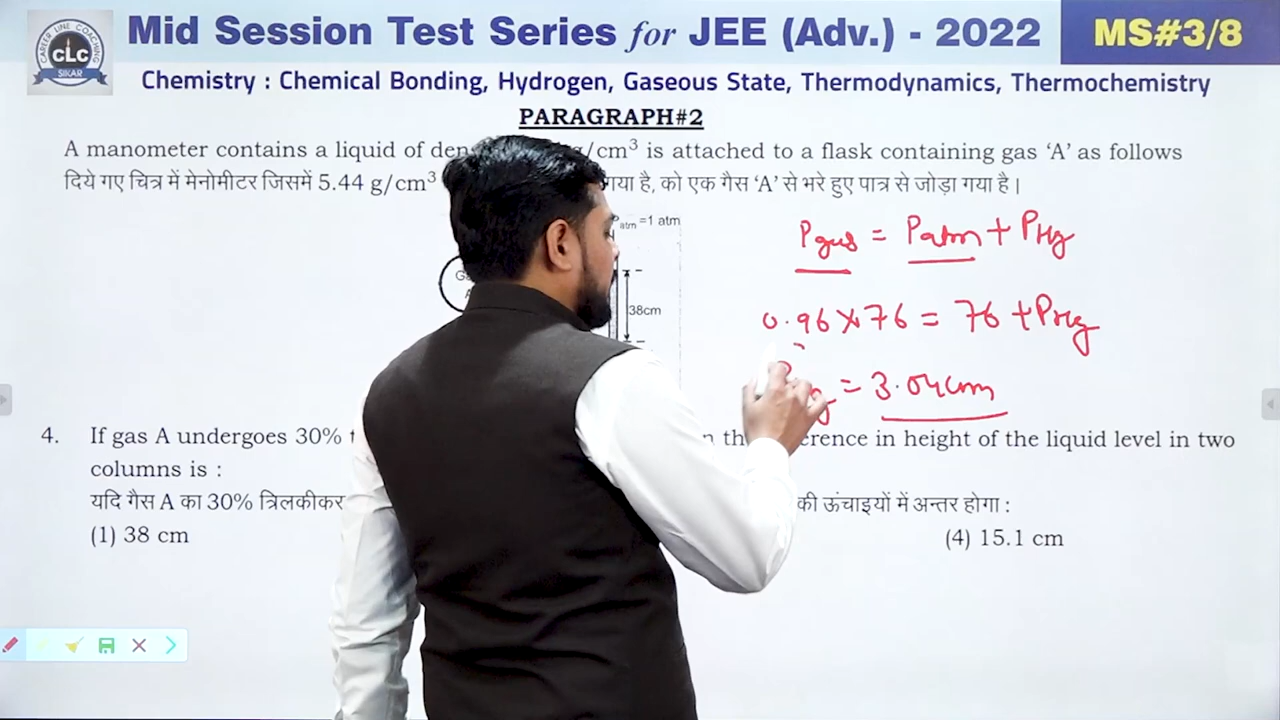 Mid Session Test Series for JEE (Adv.) - 2022 MS#3/8
CAREER LINE COACHING
CLC
SIKAR
Chemistry : Chemical Bonding, Hydrogen, Gaseous State, Thermodynamics, Thermochemistry
PARAGRAPH#2
A manometer contains a liquid of /cm³ is attached to a flask containing gas 'A' as follows
दिये गए चित्र में मेनोमीटर जिसमें 5.44 g/cm³ गया है, को एक गैस 'A' से भरे हुए पात्र से जोड़ा गया है।
atm =1 atm
38cm
Pgas = Patm + PHg
0.96 × 76 = 76 + PHg
= 3.04cm
4. If gas A undergoes 30% in height of the liquid level in two
columns is :
यदि गैस A का 30% त्रिलकीकर की ऊंचाइयों में अन्तर होगा :
(1) 38 cm (4) 15.1 cm